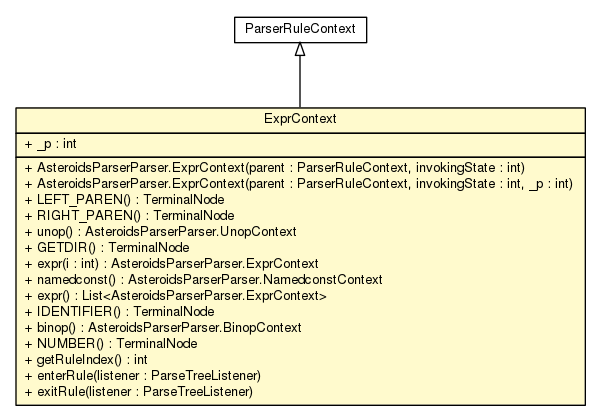 ParserRuleContext
ExprContext
+ _p : int
+ AsteroidsParserParser.ExprContext(parent : ParserRuleContext, invokingState : int)
+ AsteroidsParserParser.ExprContext(parent : ParserRuleContext, invokingState : int, _p : int)
+ LEFT_PAREN() : TerminalNode
+ RIGHT_PAREN() : TerminalNode
+ unop() : AsteroidsParserParser.UnopContext
+ GETDIR() : TerminalNode
+ expr(i : int) : AsteroidsParserParser.ExprContext
+ namedconst() : AsteroidsParserParser.NamedconstContext
+ expr() : List<AsteroidsParserParser.ExprContext>
+ IDENTIFIER() : TerminalNode
+ binop() : AsteroidsParserParser.BinopContext
+ NUMBER() : TerminalNode
+ getRuleIndex() : int
+ enterRule(listener : ParseTreeListener)
+ exitRule(listener : ParseTreeListener)